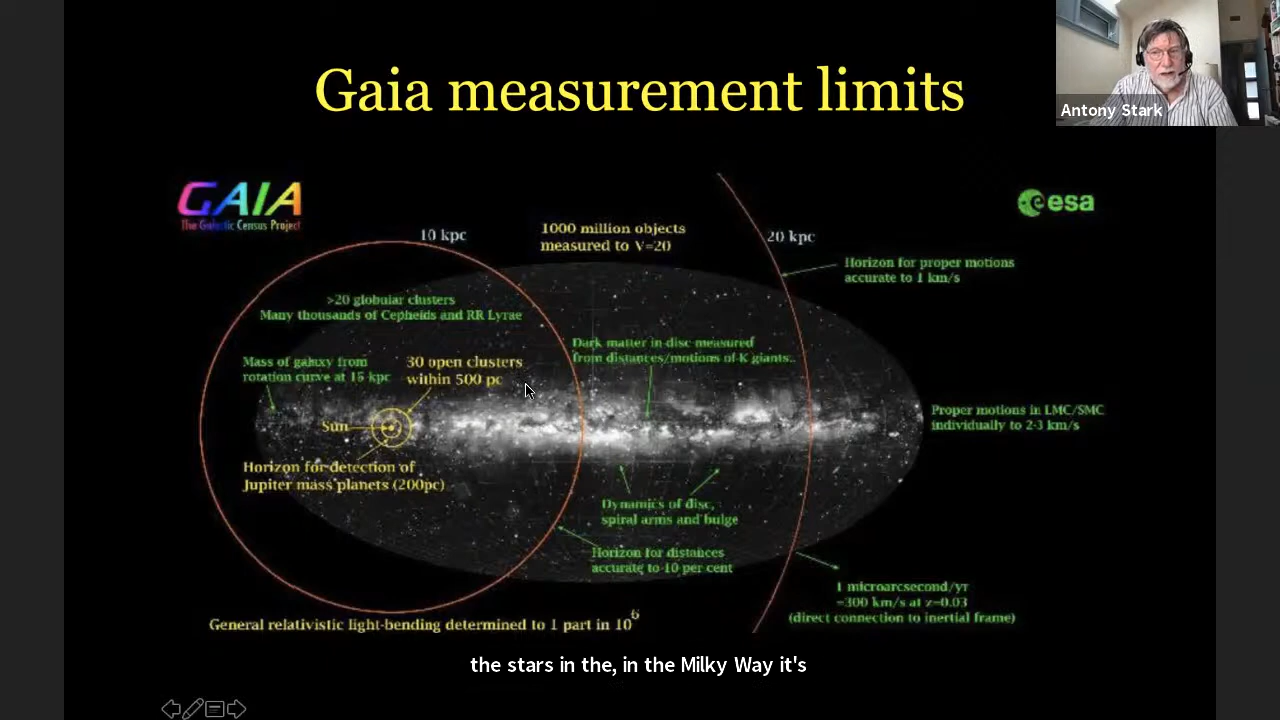 Gaia measurement limits
Antony Stark
GAIA
The Galactic Census Project
esa
10 kpc
1000 million objects
measured to V=20
20 kpc
Horizon for proper motions
accurate to 1 km/s
>20 globular clusters
Many thousands of Cepheids and RR Lyrae
Mass of galaxy from
rotation curve at 15 kpc
30 open clusters
within 500 pc
Dark matter in disc measured
from distances/motions of K giants..
Sun
Proper motions in LMC/SMC
individually to 2-3 km/s
Horizon for detection of
Jupiter mass planets (200pc)
Dynamics of disc,
spiral arms and bulge
Horizon for distances
accurate to 10 per cent
1 microarcsecond/yr
=300 km/s at z=0.03
(direct connection to inertial frame)
General relativistic light-bending determined to 1 part in 10⁶
the stars in the, in the Milky Way it's